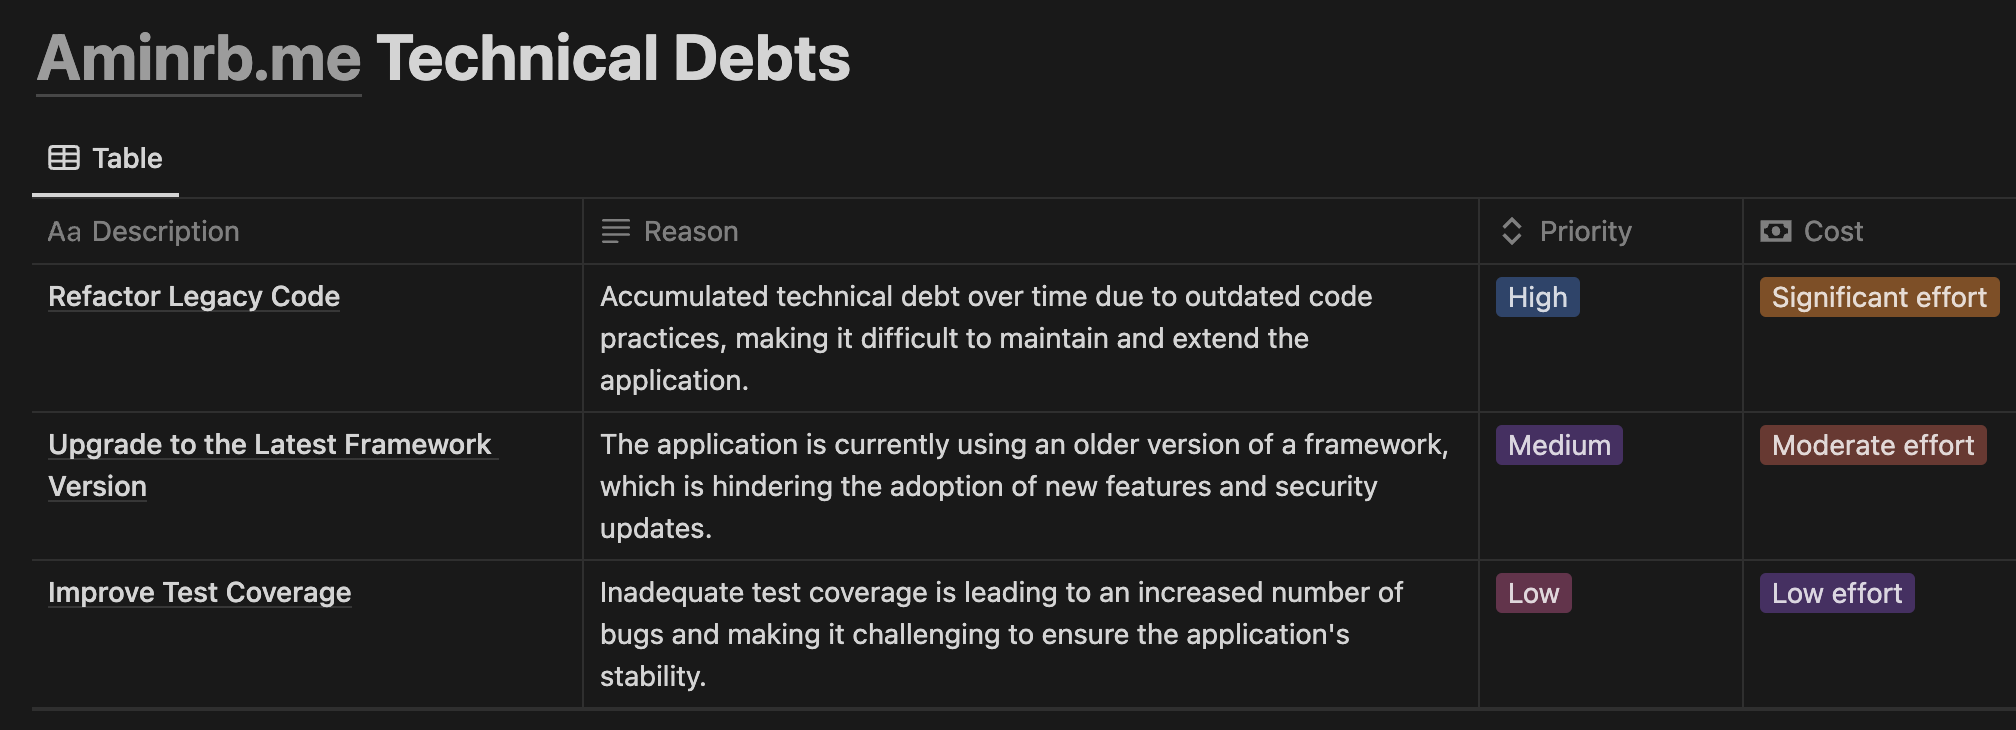 Aminrb.me Technical Debts
Table
Aa Description
Reason
Priority
Cost
Refactor Legacy Code
Accumulated technical debt over time due to outdated code
practices, making it difficult to maintain and extend the
application.
High
Significant effort
Upgrade to the Latest Framework
Version
The application is currently using an older version of a framework,
which is hindering the adoption of new features and security
updates.
Medium
Moderate effort
Improve Test Coverage
Inadequate test coverage is leading to an increased number of
bugs and making it challenging to ensure the application's
stability.
Low
Low effort